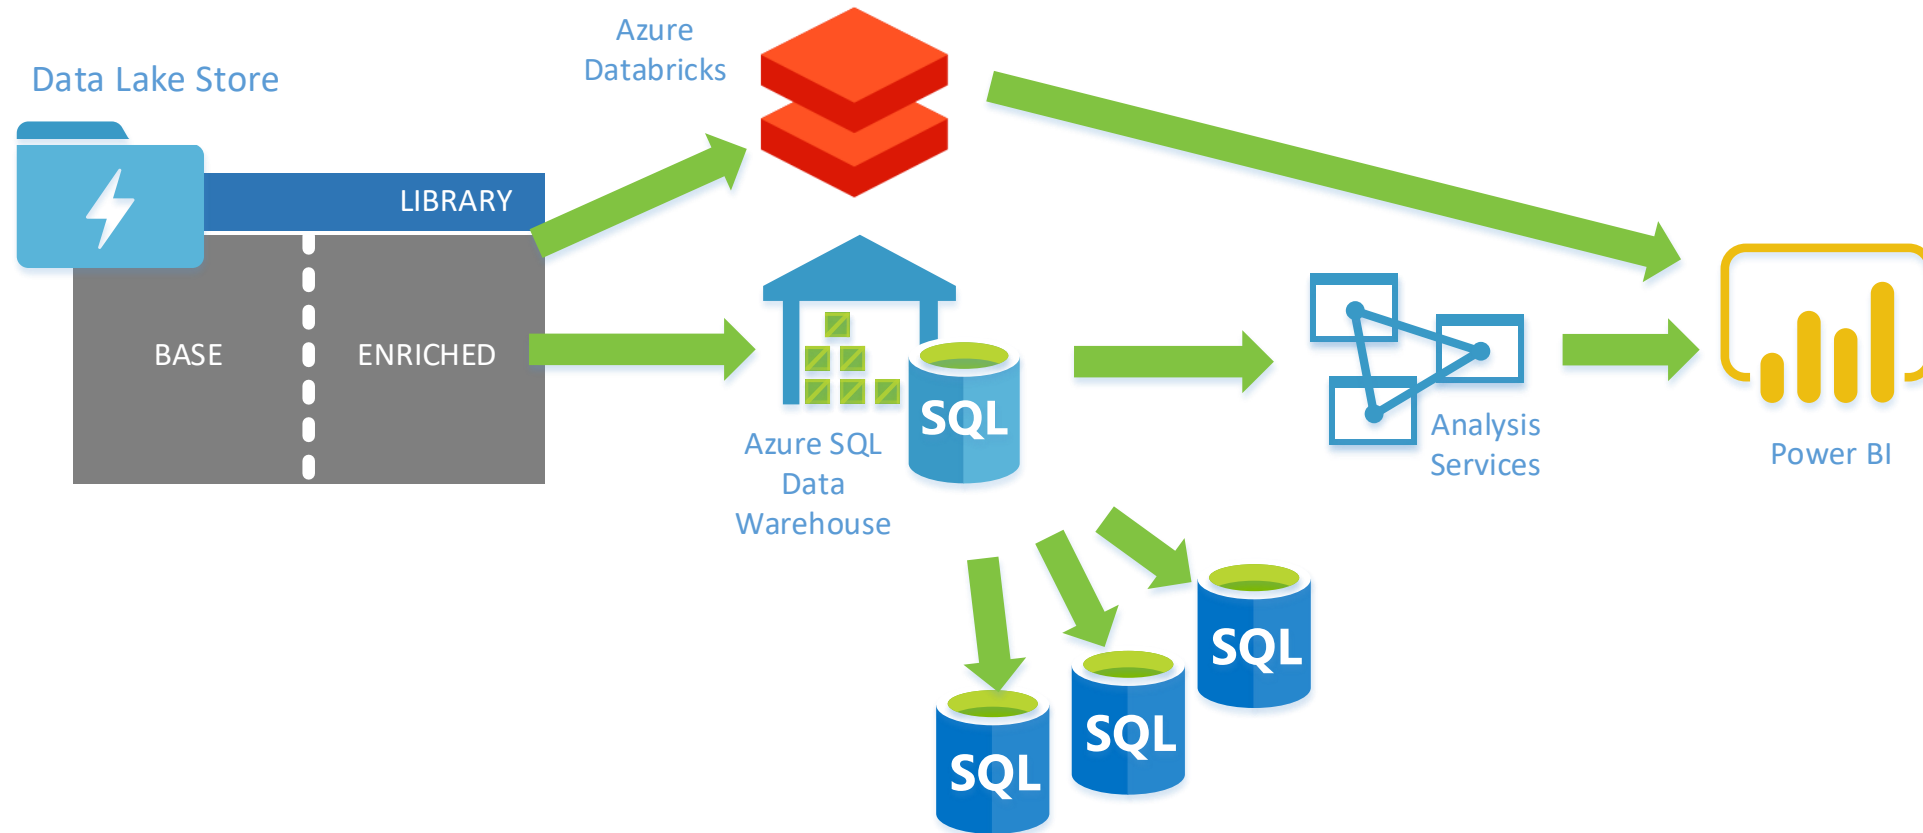 Data Lake Store
LIBRARY
BASE
ENRICHED
Azure
Databricks
SQL
Azure SQL
Data
Warehouse
Analysis
Services
Power BI
SQL
SQL
SQL